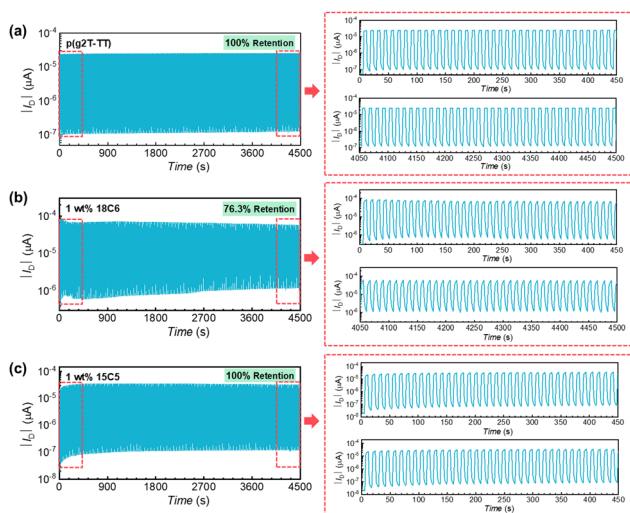 (a)
p(g2T-TT)
100% Retention
10⁻⁴
10⁻⁵
10⁻⁶
10⁻⁷
|I_D| (μA)
0 900 1800 2700 3600 4500
Time (s)
10⁻⁴
10⁻⁵
10⁻⁶
10⁻⁷
|I_D| (μA)
0 50 100 150 200 250 300 350 400 450
Time (s)
10⁻⁴
10⁻⁵
10⁻⁶
10⁻⁷
|I_D| (μA)
4050 4100 4150 4200 4250 4300 4350 4400 4450 4500
Time (s)
(b)
1 wt% 18C6
76.3% Retention
10⁻⁴
10⁻⁵
10⁻⁶
|I_D| (μA)
0 900 1800 2700 3600 4500
Time (s)
10⁻⁴
10⁻⁵
10⁻⁶
|I_D| (μA)
0 50 100 150 200 250 300 350 400 450
Time (s)
10⁻⁴
10⁻⁵
10⁻⁶
|I_D| (μA)
4050 4100 4150 4200 4250 4300 4350 4400 4450 4500
Time (s)
(c)
1 wt% 15C5
100% Retention
10⁻⁴
10⁻⁵
10⁻⁶
10⁻⁷
10⁻⁸
|I_D| (μA)
0 900 1800 2700 3600 4500
Time (s)
10⁻⁴
10⁻⁵
10⁻⁶
10⁻⁷
10⁻⁸
|I_D| (μA)
0 50 100 150 200 250 300 350 400 450
Time (s)
10⁻⁴
10⁻⁵
10⁻⁶
10⁻⁷
10⁻⁸
|I_D| (μA)
0 50 100 150 200 250 300 350 400 450
Time (s)